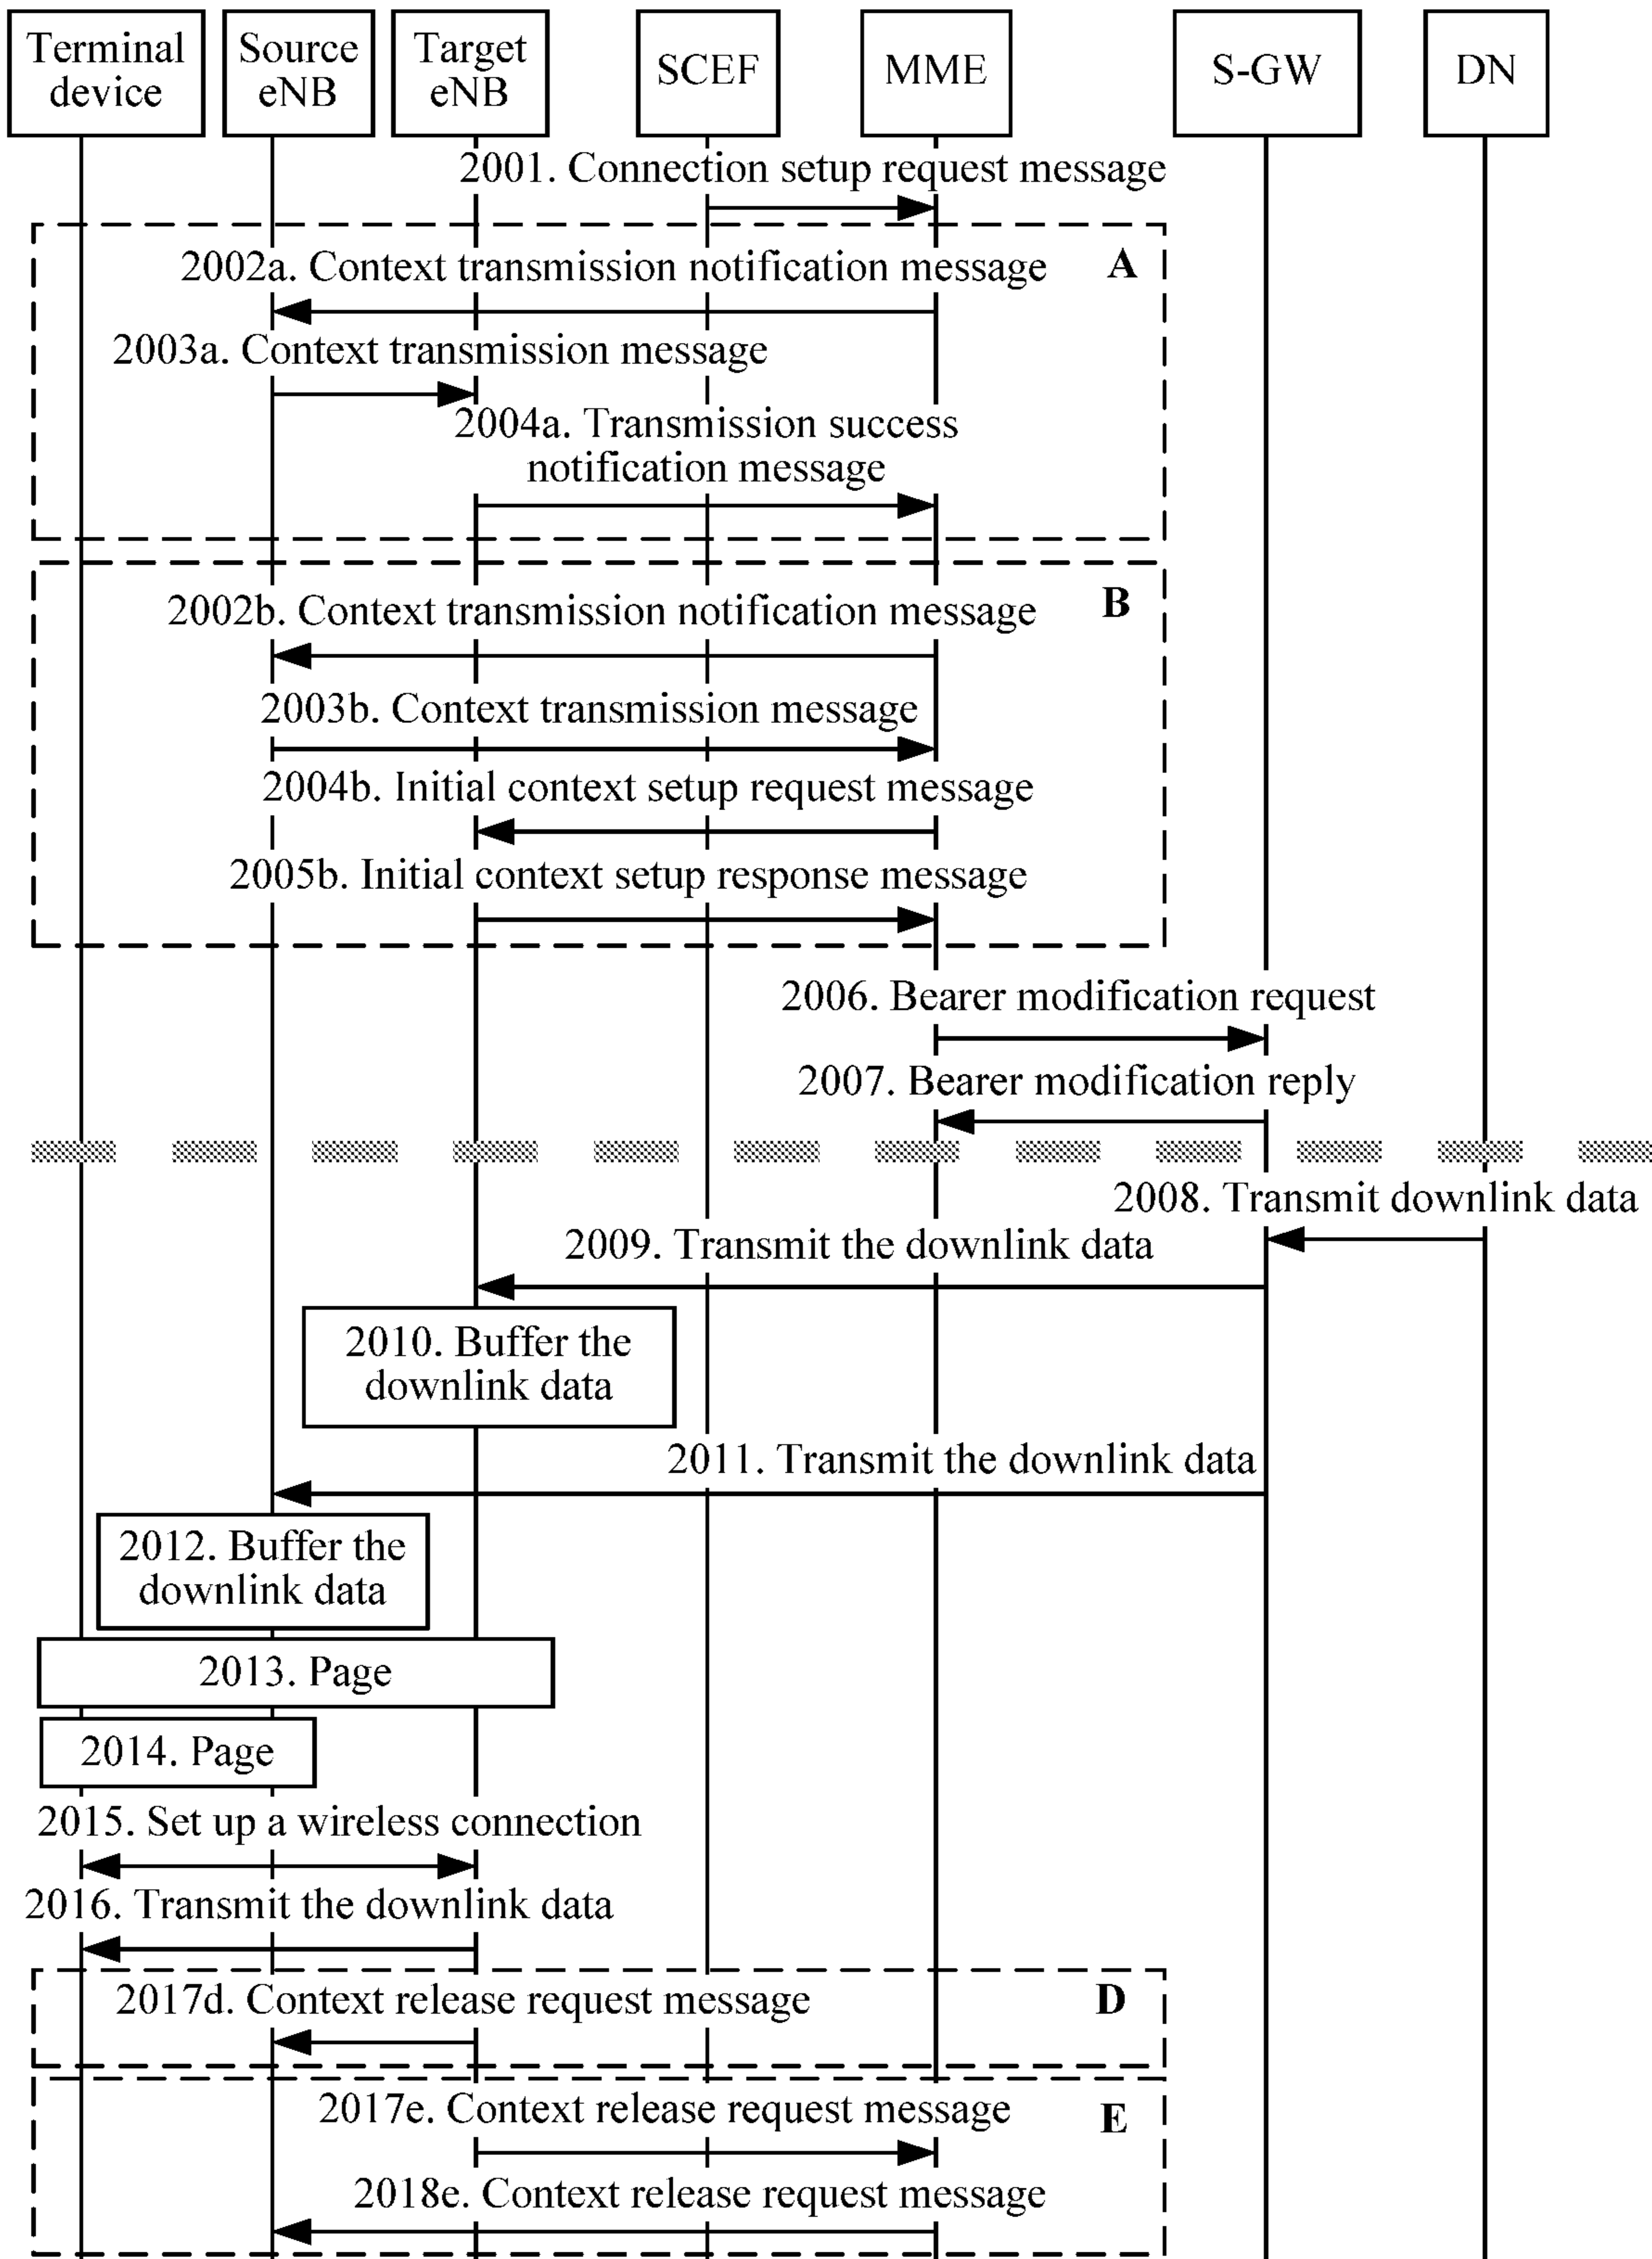 Terminal
device
Source
eNB
Target
eNB
SCEF
MME
S-GW
DN
2001. Connection setup request message
A
2002a. Context transmission notification message
2003a. Context transmission message
2004a. Transmission success
notification message
B
2002b. Context transmission notification message
2003b. Context transmission message
2004b. Initial context setup request message
2005b. Initial context setup response message
2006. Bearer modification request
2007. Bearer modification reply
2008. Transmit downlink data
2009. Transmit the downlink data
2010. Buffer the
downlink data
2011. Transmit the downlink data
2012. Buffer the
downlink data
2013. Page
2014. Page
2015. Set up a wireless connection
2016. Transmit the downlink data
2017d. Context release request message
D
2017e. Context release request message
E
2018e. Context release request message